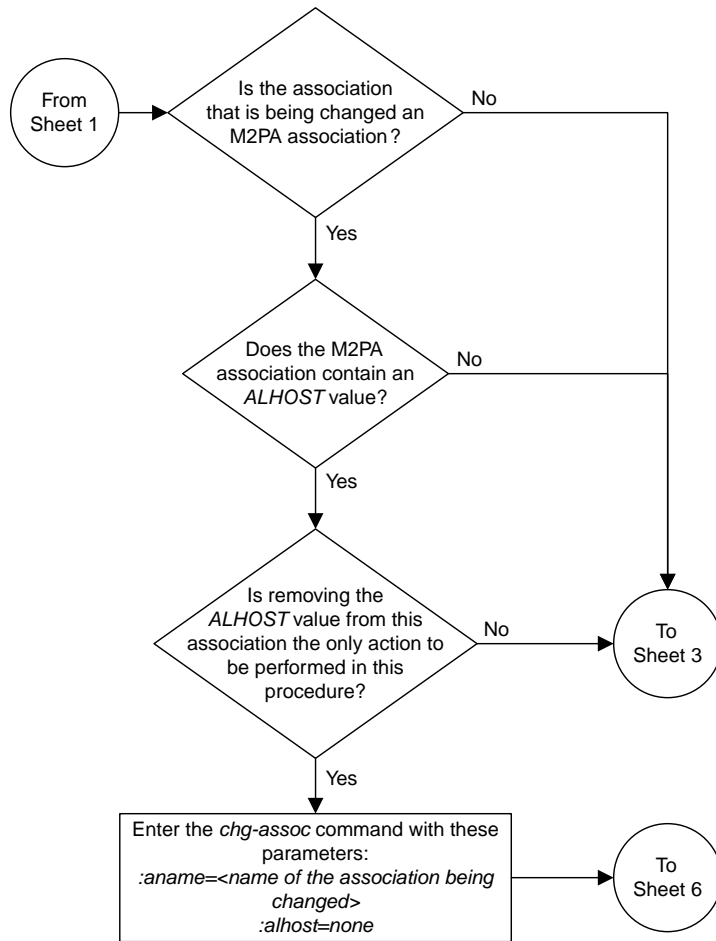 From
Sheet 1
Is the association
that is being changed an
M2PA association?
No
Yes
Does the M2PA
association contain an
ALHOST value?
No
Yes
Is removing the
ALHOST value from this
association the only action to
be performed in this
procedure?
No
To
Sheet 3
Yes
Enter the chg-assoc command with these
parameters:
:aname=<name of the association being
changed>
:alhost=none
To
Sheet 6